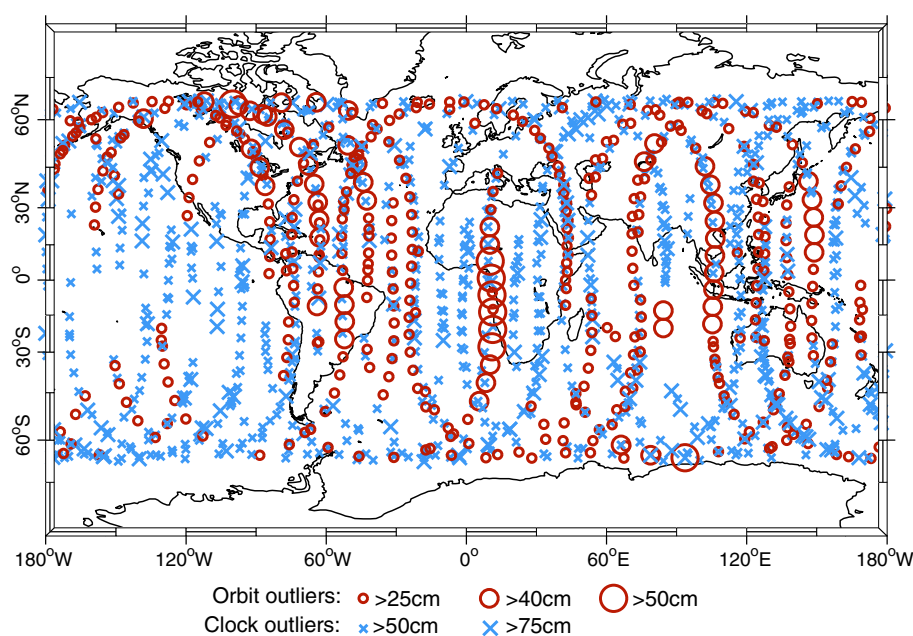 60°N
30°N
0°
30°S
60°S
180°W 120°W 60°W 0° 60°E 120°E 180°W
Orbit outliers: >25cm >40cm >50cm
Clock outliers: >50cm >75cm